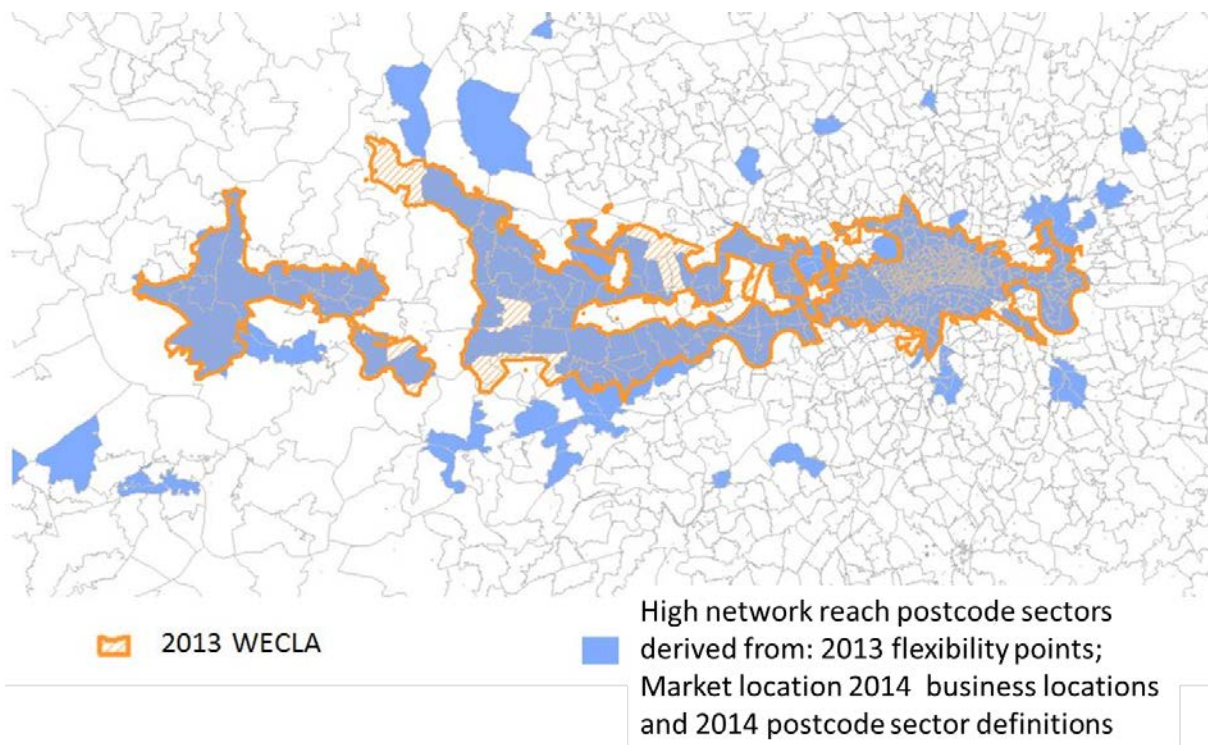 2013 WECLA
High network reach postcode sectors
derived from: 2013 flexibility points;
Market location 2014 business locations
and 2014 postcode sector definitions